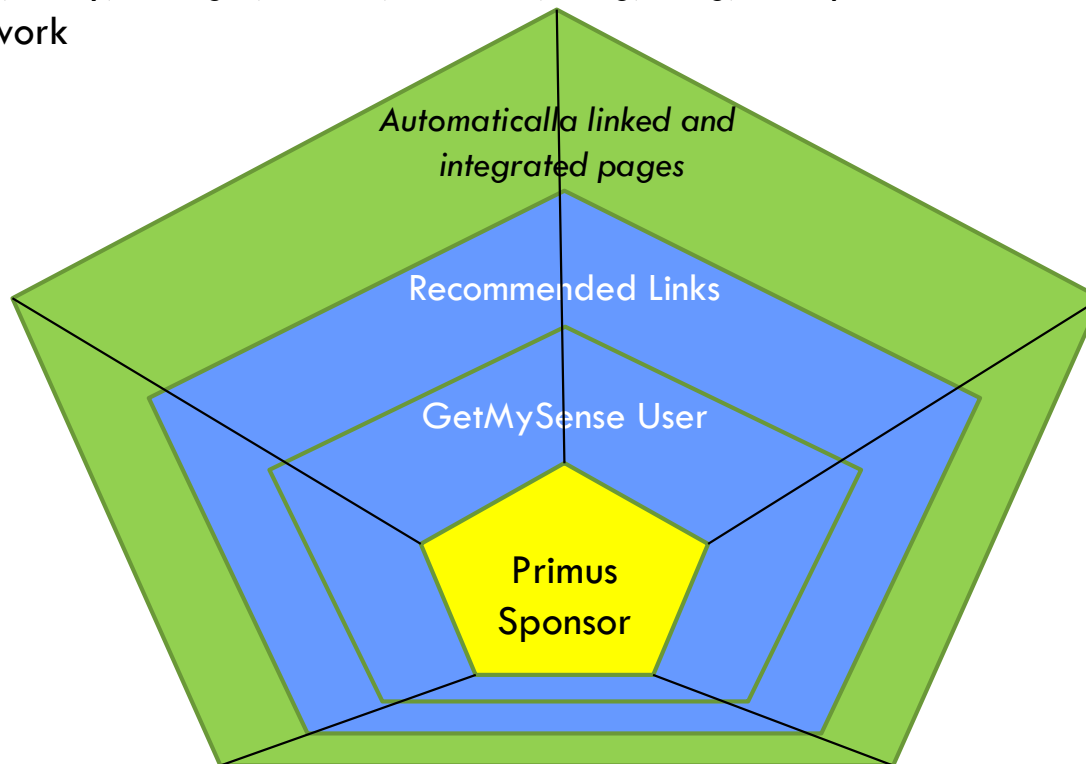 work
Automaticalla linked and
integrated pages
Recommended Links
GetMySense User
Primus
Sponsor